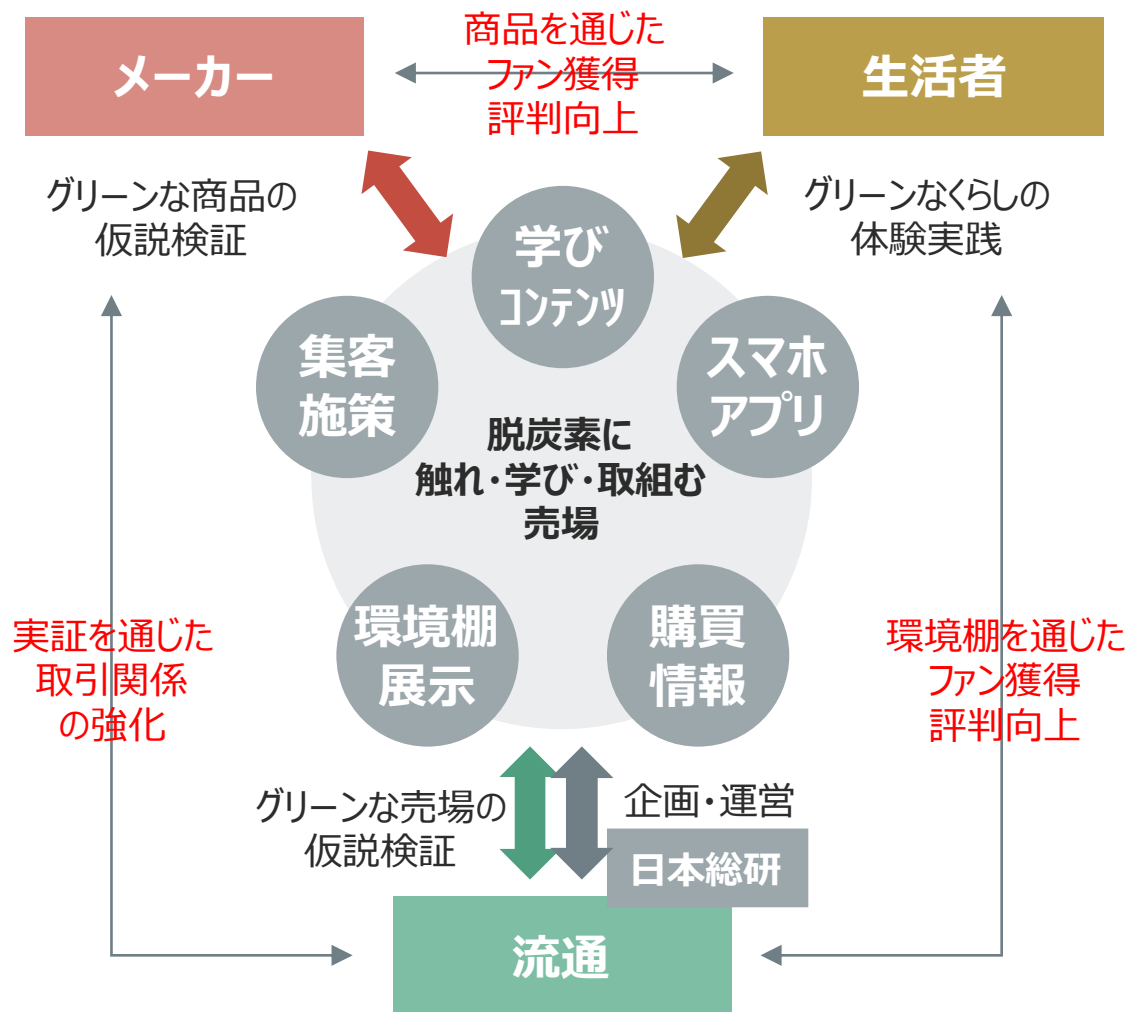 メーカー
商品を通じた
ファン獲得
評判向上
生活者
グリーンな商品の
仮説検証
グリーンなくらしの
体験実践
学び
コンテンツ
集客
施策
スマホ
アプリ
脱炭素に
触れ・学び・取組む
売場
環境棚
展示
購買
情報
実証を通じた
取引関係
の強化
環境棚を通じた
ファン獲得
評判向上
グリーンな売場の
仮説検証
企画・運営
日本総研
流通